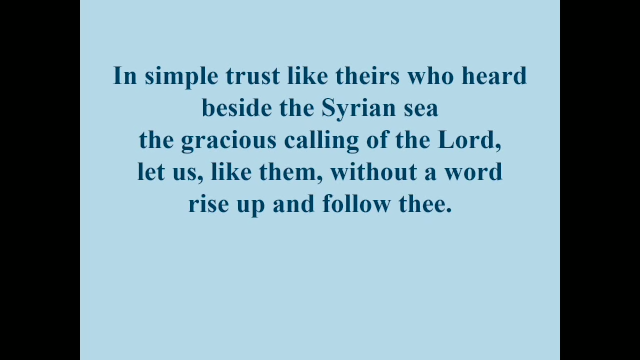 In simple trust like theirs who heard
beside the Syrian sea
the gracious calling of the Lord,
let us, like them, without a word
rise up and follow thee.